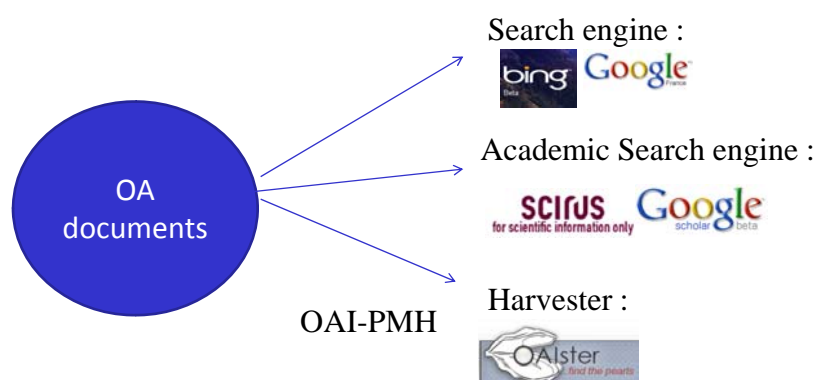 Search engine :
bing
Beta
Google
France
OA
documents
Academic Search engine :
SCIRUS
for scientific information only
Google
scholar beta
OAI-PMH
Harvester :
OAIster
...find the pearls